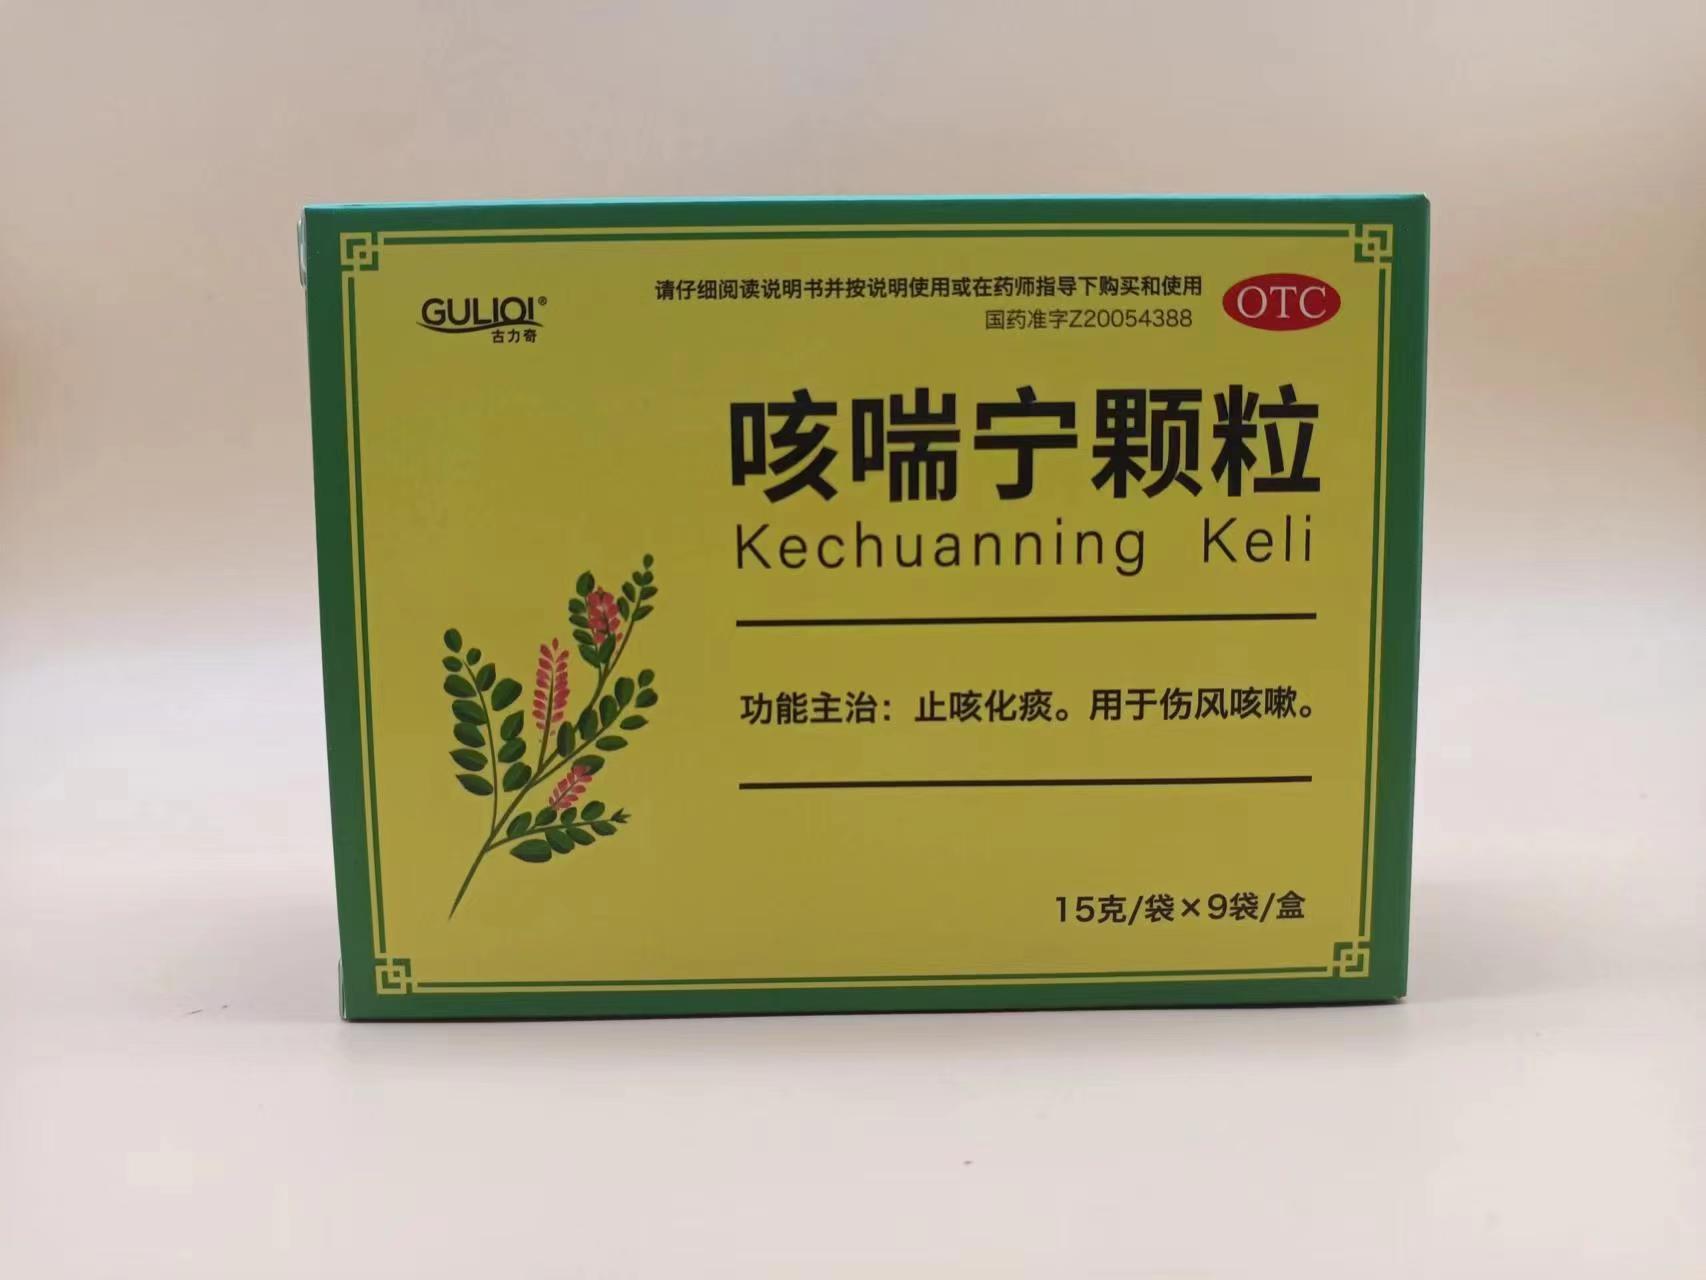 GULIQI®
古力奇
请仔细阅读说明书并按说明使用或在药师指导下购买和使用
国药准字Z20054388
OTC
咳喘宁颗粒
Kechuanning Keli
功能主治：止咳化痰。用于伤风咳嗽。
15克/袋×9袋/盒